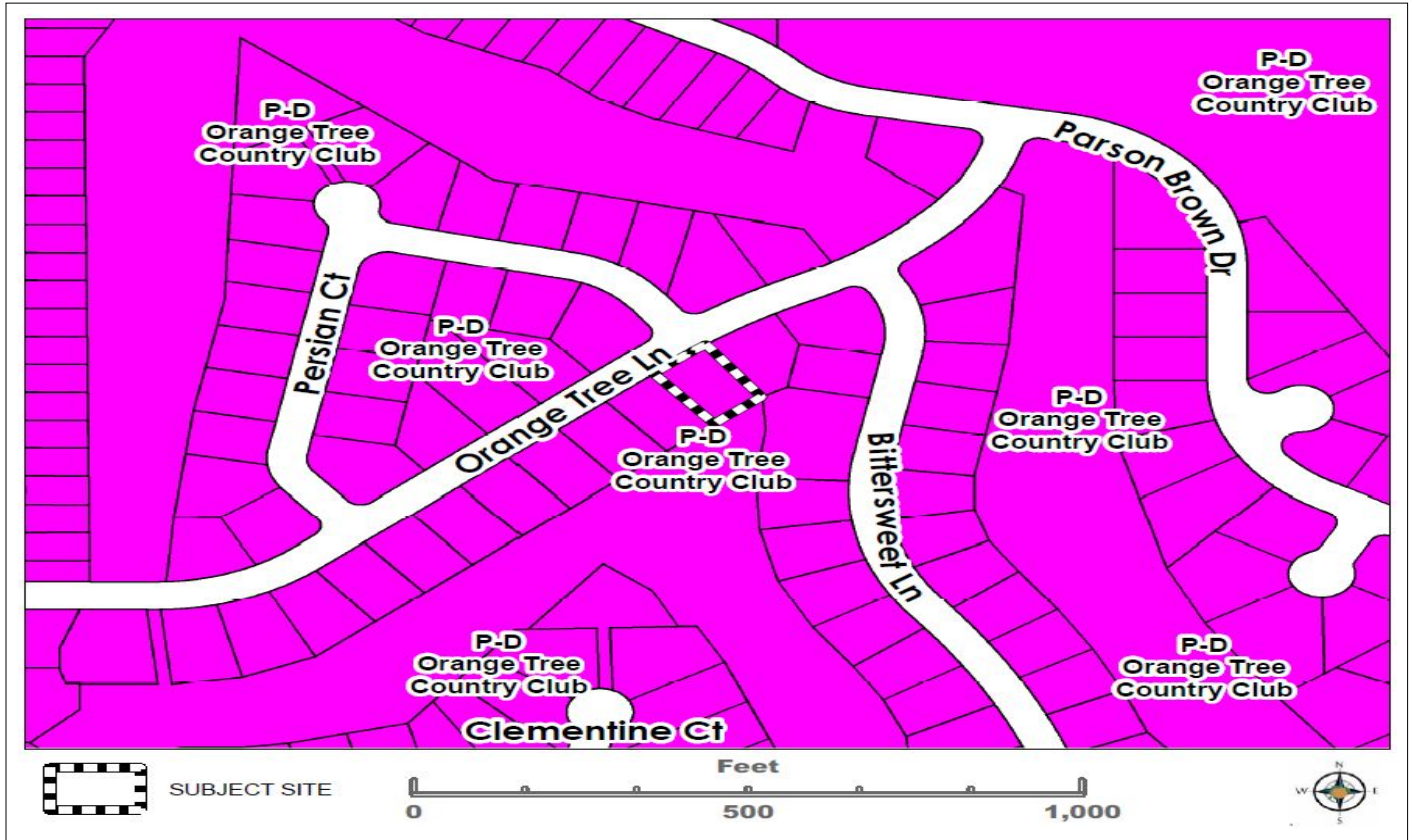 P-D
Orange Tree
Country Club
P-D
Orange Tree
Country Club
Parson Brown Dr
Persian Ct
P-D
Orange Tree
Country Club
Orange Tree Ln
P-D
Orange Tree
Country Club
P-D
Orange Tree
Country Club
Bittersweet Ln
P-D
Orange Tree
Country Club
P-D
Orange Tree
Country Club
Clementine Ct
SUBJECT SITE
Feet
0
500
1,000
N
W
E
S